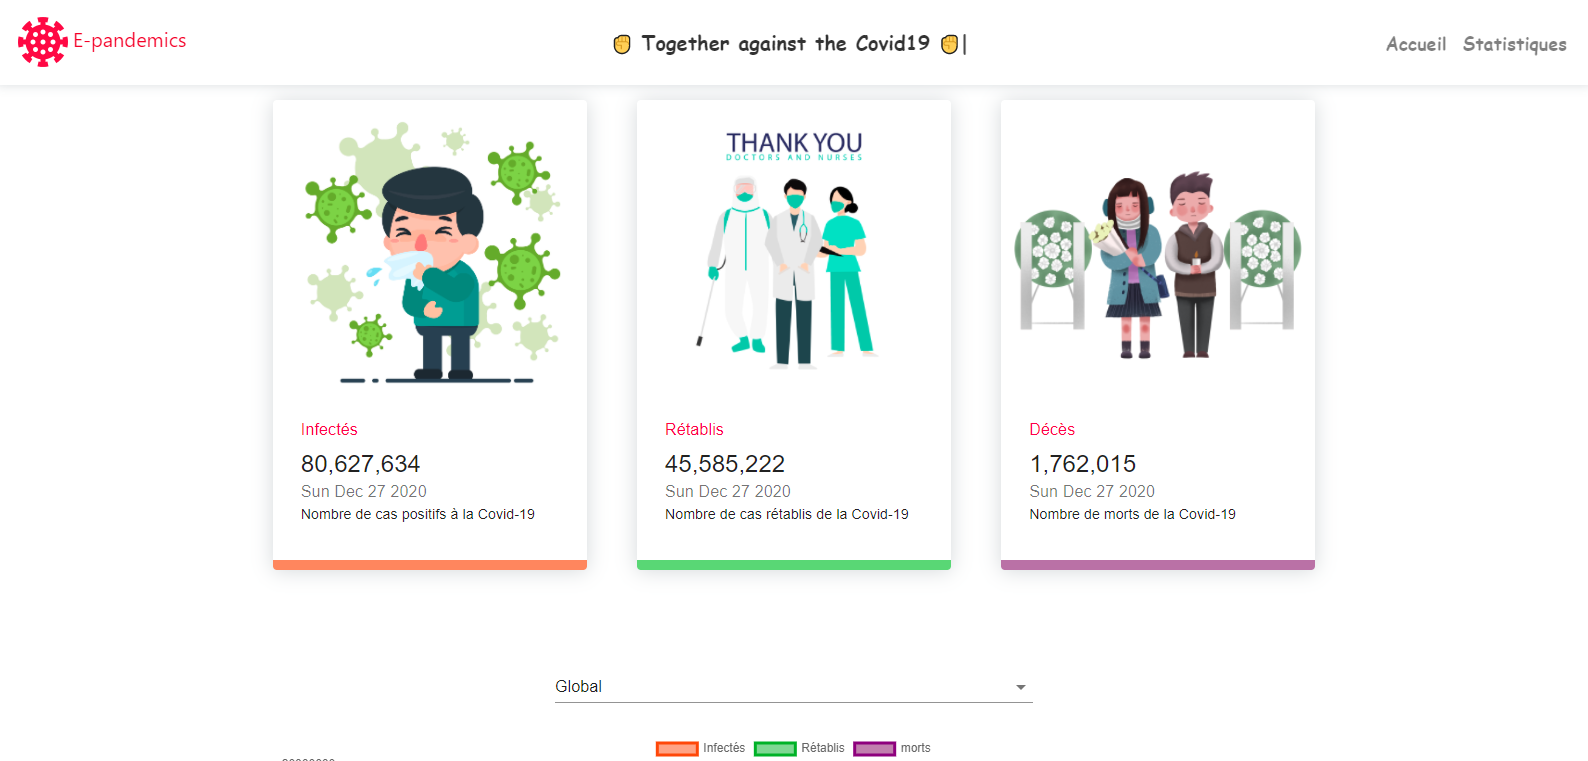 E-pandemics
✊ Together against the Covid19 ✊|
Accueil Statistiques
THANK YOU
DOCTORS AND NURSES
Infectés
80,627,634
Sun Dec 27 2020
Nombre de cas positifs à la Covid-19
Rétablis
45,585,222
Sun Dec 27 2020
Nombre de cas rétablis de la Covid-19
Décès
1,762,015
Sun Dec 27 2020
Nombre de morts de la Covid-19
Global
Infectés Rétablis morts